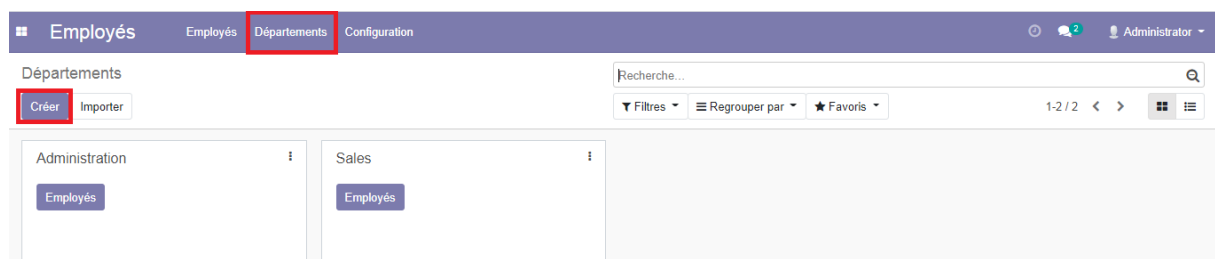 Employés Employés Départements Configuration 2 Administrator
Départements
Recherche...
Créer Importer
Filtres Regrouper par Favoris 1-2 / 2
Administration
Sales
Employés
Employés